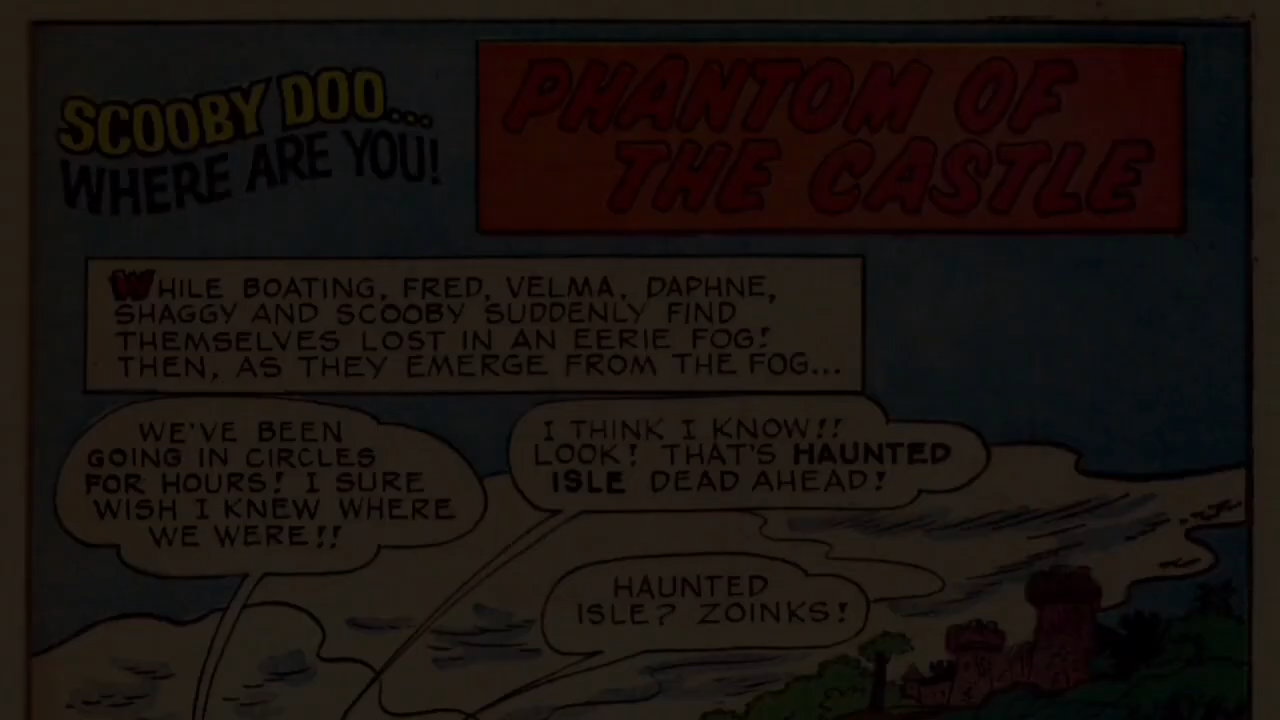 SCOOBY DOO...
WHERE ARE YOU!
PHANTOM OF
THE CASTLE
WHILE BOATING, FRED, VELMA, DAPHNE,
SHAGGY AND SCOOBY SUDDENLY FIND
THEMSELVES LOST IN AN EERIE FOG!
THEN, AS THEY EMERGE FROM THE FOG...
WE'VE BEEN
GOING IN CIRCLES
FOR HOURS! I SURE
WISH I KNEW WHERE
WE WERE!!
I THINK I KNOW!!
LOOK! THAT'S HAUNTED
ISLE DEAD AHEAD!
HAUNTED
ISLE? ZOINKS!